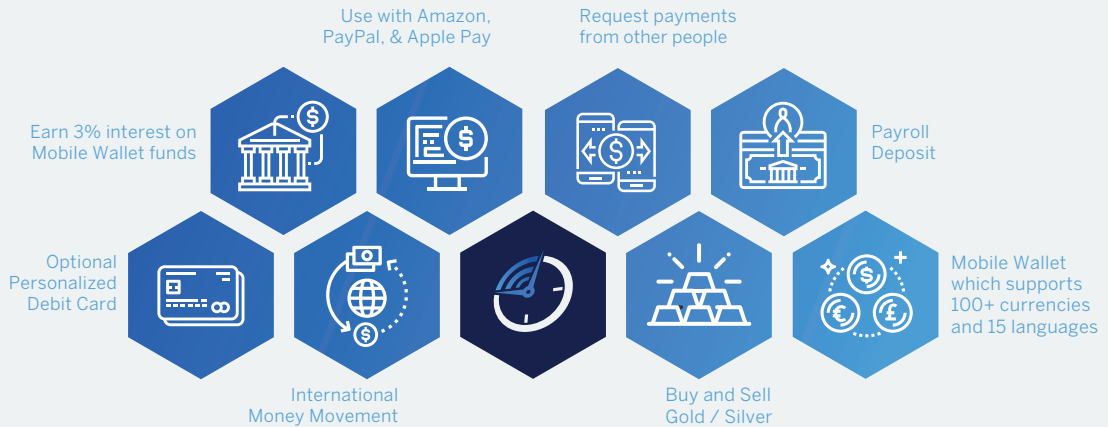 Use with Amazon,
PayPal, & Apple Pay
Request payments
from other people
Earn 3% interest on
Mobile Wallet funds
Payroll
Deposit
Optional
Personalized
Debit Card
Mobile Wallet
which supports
100+ currencies
and 15 languages
International
Money Movement
Buy and Sell
Gold / Silver